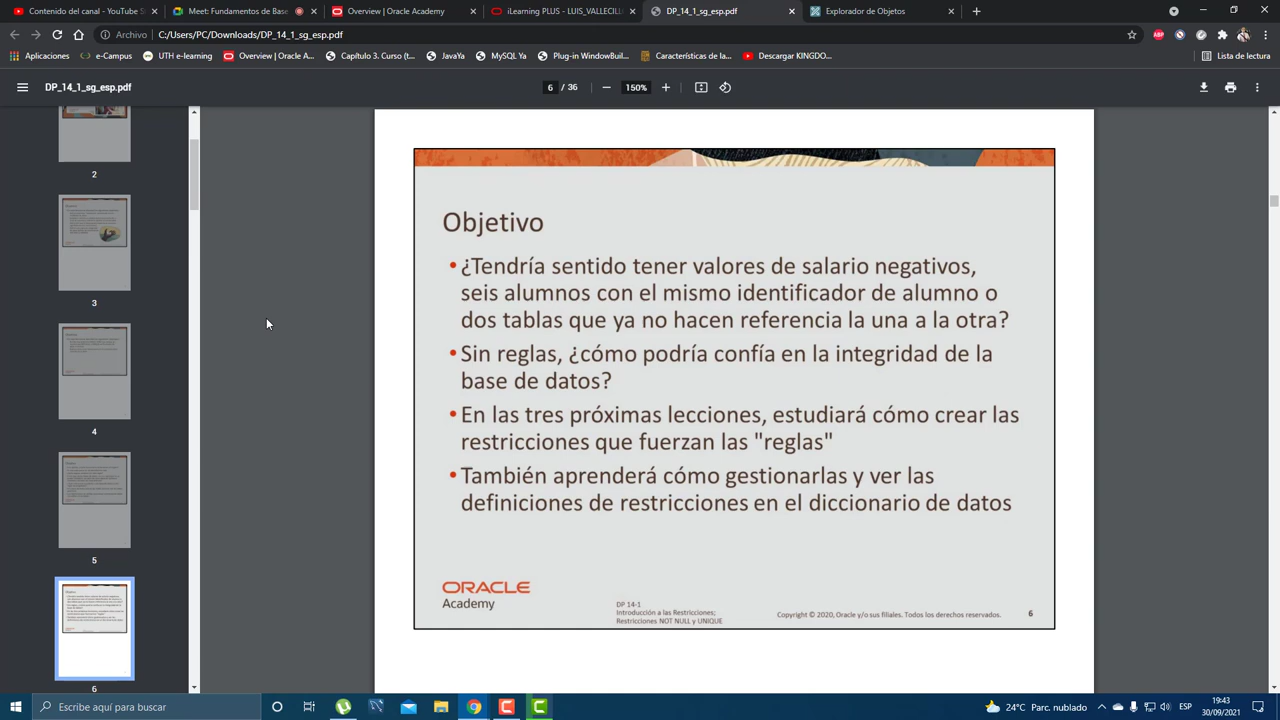 Contenido del canal - YouTube S
Meet: Fundamentos de Base
Overview | Oracle Academy
iLearning PLUS - LUIS_VALLECILL
DP_14_1_sg_esp.pdf
Explorador de Objetos
Archivo | C:/Users/PC/Downloads/DP_14_1_sg_esp.pdf
Aplicaciones
e-Campus
UTH e-learning
Overview | Oracle A...
Capítulo 3. Curso (t...
JavaYa
MySQL Ya
Plug-in WindowBuil...
Características de la...
Descargar KINGDO...
Lista de lectura
DP_14_1_sg_esp.pdf
6 / 36
150%
2
3
4
5
6
Objetivo
•¿Tendría sentido tener valores de salario negativos,
seis alumnos con el mismo identificador de alumno o
dos tablas que ya no hacen referencia la una a la otra?
•Sin reglas, ¿cómo podría confía en la integridad de la
base de datos?
•En las tres próximas lecciones, estudiará cómo crear las
restricciones que fuerzan las "reglas"
•También aprenderá cómo gestionarlas y ver las
definiciones de restricciones en el diccionario de datos
ORACLE
Academy
DP 14-1
Introducción a las Restricciones;
Restricciones NOT NULL y UNIQUE
Copyright © 2020, Oracle y/o sus filiales. Todos los derechos reservados.
6
Escribe aquí para buscar
24°C Parc. nublado
ESP
19:43
30/09/2021